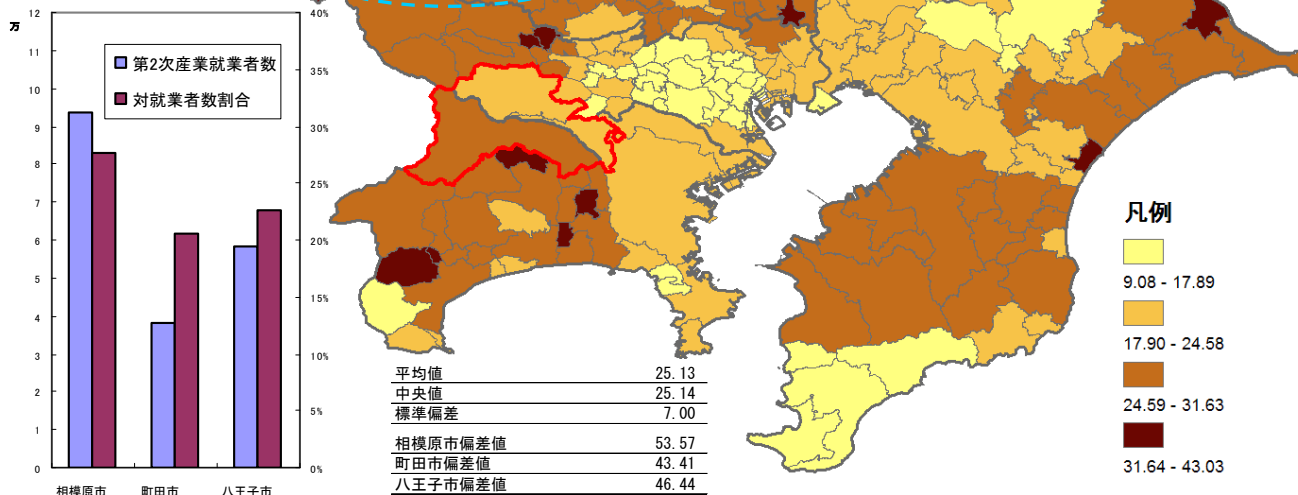 万
12
11
10
9
8
7
6
5
4
3
2
1
0
第2次産業就業者数
対就業者数割合
40%
35%
30%
25%
20%
15%
10%
5%
0%
相模原市 町田市 八王子市
平均値 25.13
中央値 25.14
標準偏差 7.00
相模原市偏差値 53.57
町田市偏差値 43.41
八王子市偏差値 46.44
凡例
9.08 - 17.89
17.90 - 24.58
24.59 - 31.63
31.64 - 43.03